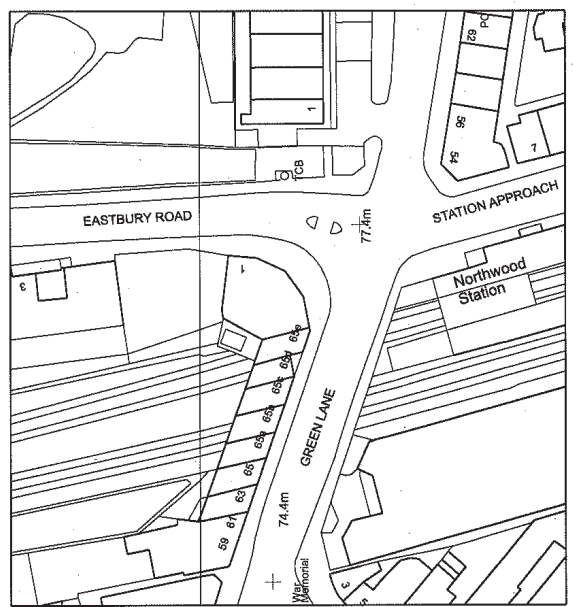 PO
62
56
54
7
1
TCB
EASTBURY ROAD
STATION APPROACH
77.4m
3
1
Northwood
Station
65e
65d
65c
65b
65a
65
63
61
59
GREEN LANE
74.4m
War
Memorial
3
5